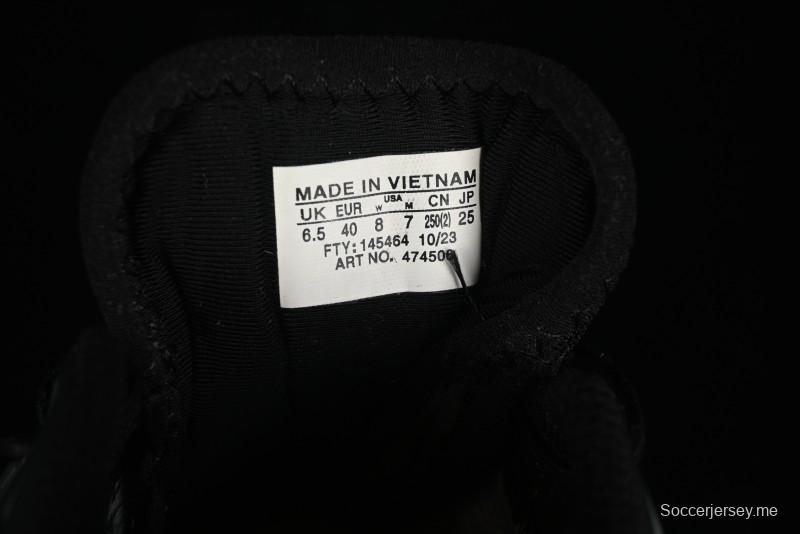 MADE IN VIETNAM
UK EUR W USA M CN JP
6.5 40 8 7 250(2) 25
FTY:145464 10/23
ART NO. 474506
Soccerjersey.me